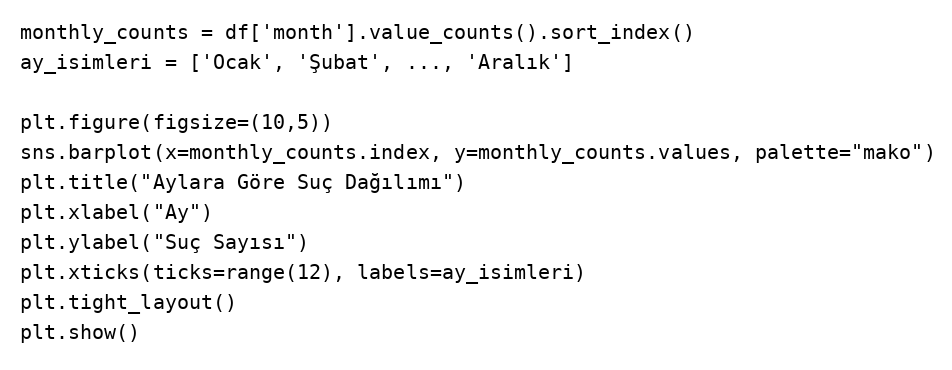 monthly_counts = df['month'].value_counts().sort_index()
ay_isimleri = ['Ocak', 'Şubat', ..., 'Aralık']
plt.figure(figsize=(10,5))
sns.barplot(x=monthly_counts.index, y=monthly_counts.values, palette="mako")
plt.title("Aylara Göre Suç Dağılımı")
plt.xlabel("Ay")
plt.ylabel("Suç Sayısı")
plt.xticks(ticks=range(12), labels=ay_isimleri)
plt.tight_layout()
plt.show()